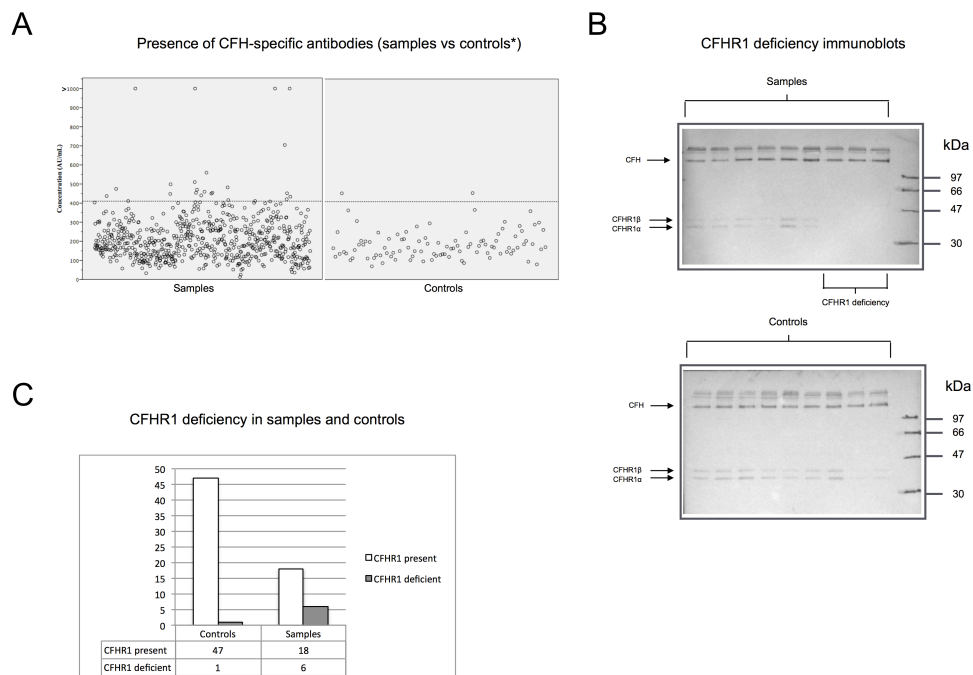 A
Presence of CFH-specific antibodies (samples vs controls*)
Concentration (AU/mL)
>1000
900
800
700
600
500
400
300
200
100
0
Samples
Controls
B
CFHR1 deficiency immunoblots
Samples
kDa
CFH
97
66
47
CFHR1β
CFHR1α
30
CFHR1 deficiency
Controls
kDa
CFH
97
66
47
CFHR1β
CFHR1α
30
C
CFHR1 deficiency in samples and controls
50
45
40
35
30
25
20
15
10
5
0
CFHR1 present
CFHR1 deficient
Controls Samples
CFHR1 present 47 18
CFHR1 deficient 1 6